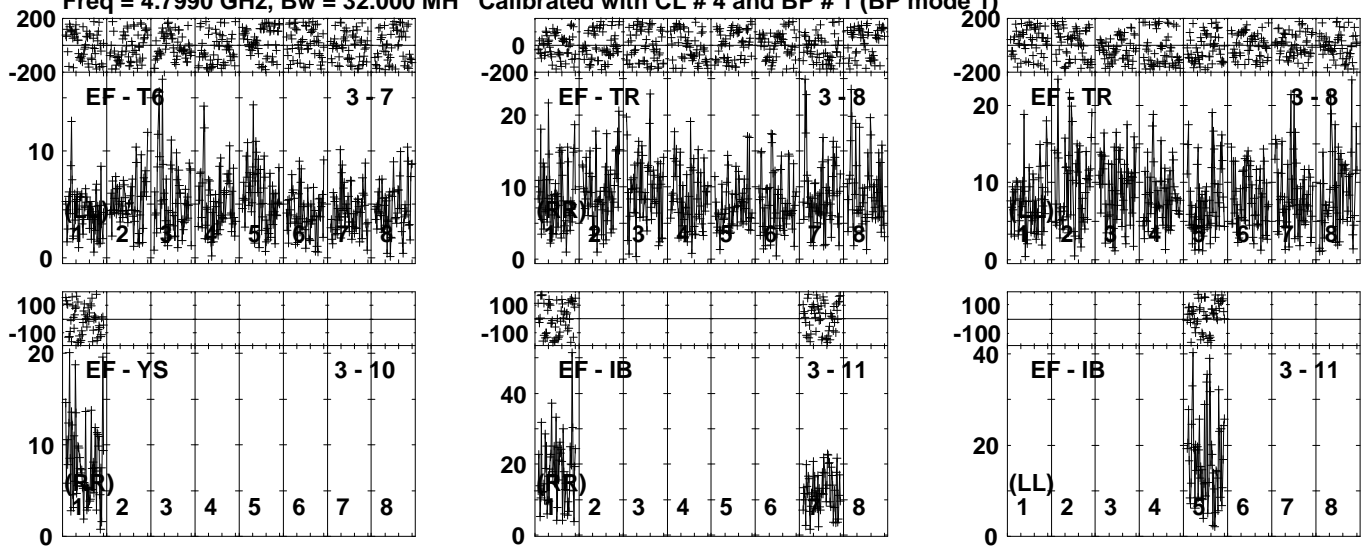 Freq = 4.7990 GHz, Bw = 32.000 MH Calibrated with CL # 4 and BP # 1 (BP mode 1)
200
0
-200
EF - T6 3 - 7
10
0
(LL)
1 2 3 4 5 6 7 8
200
0
-200
EF - TR 3 - 8
20
10
0
(RR)
1 2 3 4 5 6 7 8
200
0
-200
EF - TR 3 - 8
20
10
0
(LL)
1 2 3 4 5 6 7 8
100
-100
20
EF - YS 3 - 10
10
0
(RR)
1 2 3 4 5 6 7 8
100
-100
EF - IB 3 - 11
40
20
0
(RR)
1 2 3 4 5 6 7 8
100
-100
40
EF - IB 3 - 11
20
0
(LL)
1 2 3 4 5 6 7 8